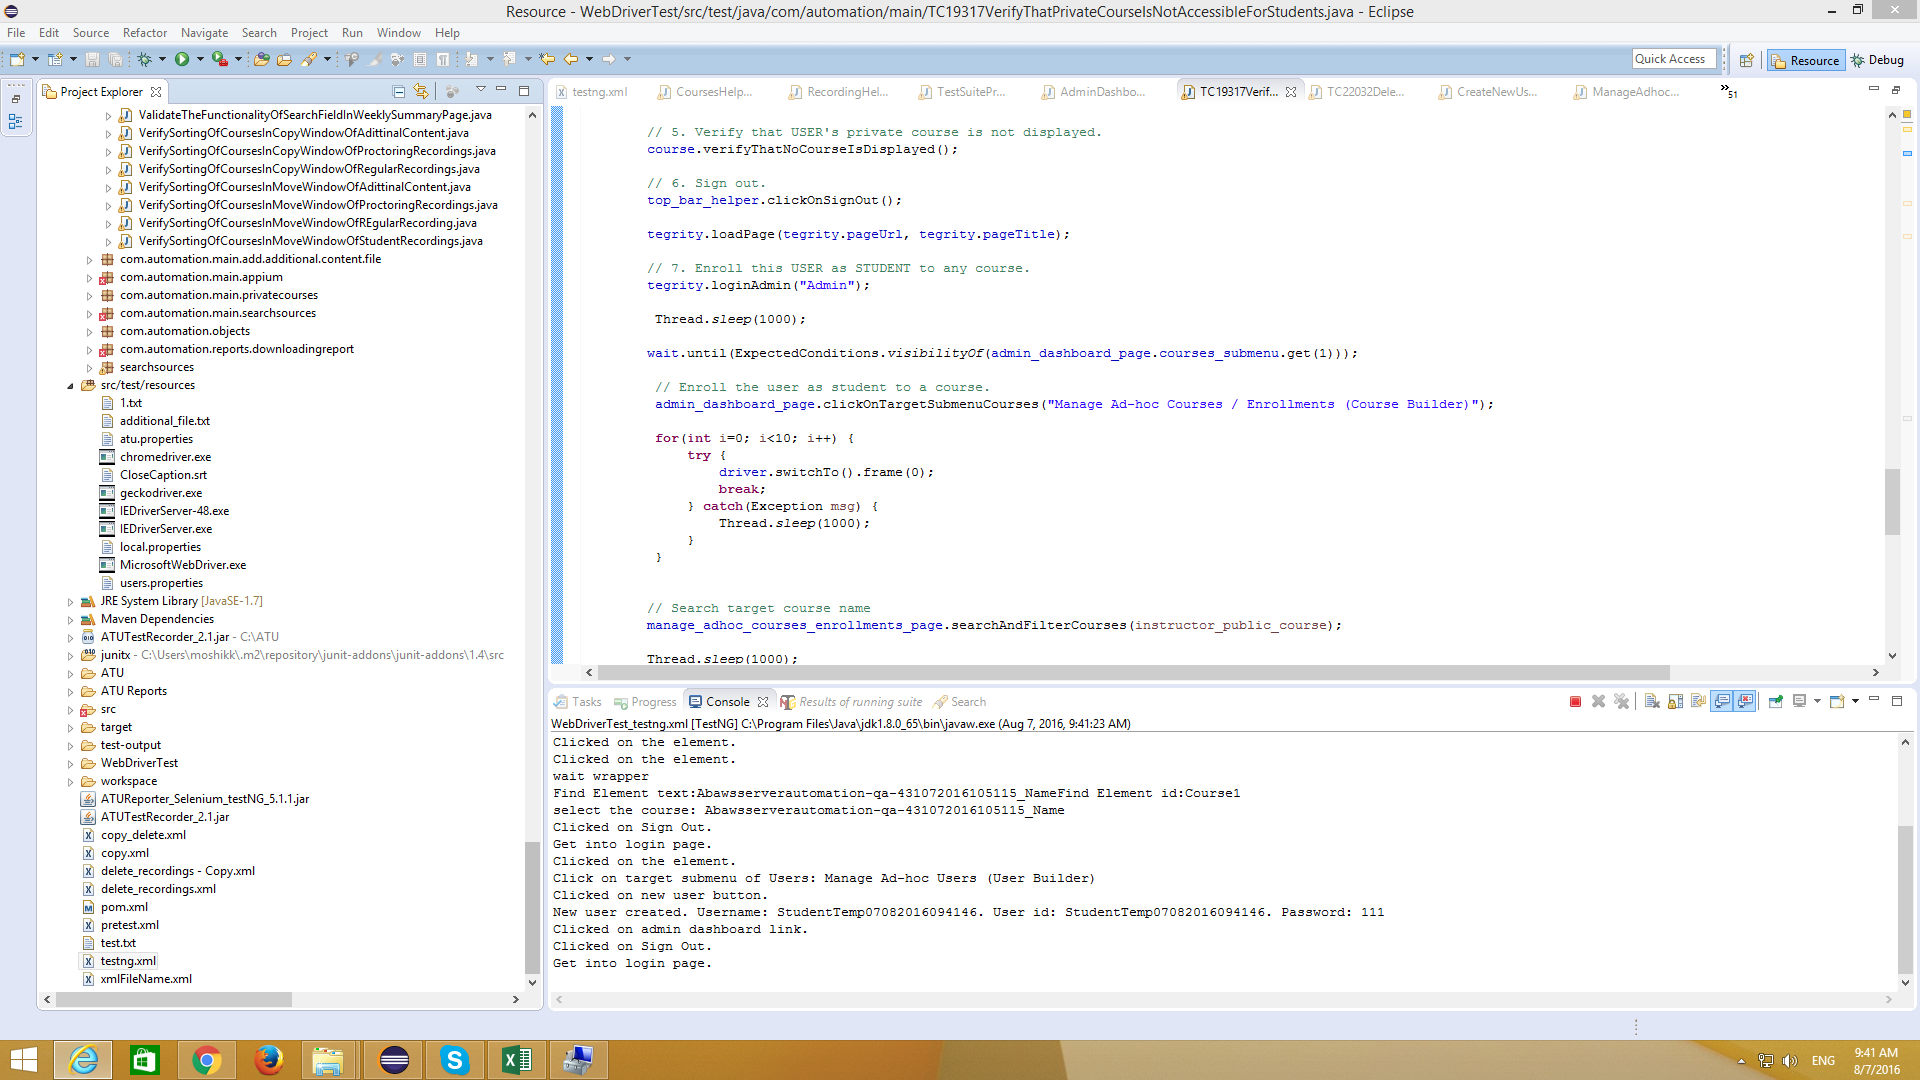 Resource - WebDriverTest/src/test/java/com/automation/main/TC19317VerifyThatPrivateCourseIsNotAccessibleForStudents.java - Eclipse
File Edit Source Refactor Navigate Search Project Run Window Help
Quick Access
Resource
Debug
Project Explorer
ValidateTheFunctionalityOfSearchFieldInWeeklySummaryPage.java
VerifySortingOfCoursesInCopyWindowOfAdittinalContent.java
VerifySortingOfCoursesInCopyWindowOfProctoringRecordings.java
VerifySortingOfCoursesInCopyWindowOfRegularRecordings.java
VerifySortingOfCoursesInMoveWindowOfAdittinalContent.java
VerifySortingOfCoursesInMoveWindowOfProctoringRecordings.java
VerifySortingOfCoursesInMoveWindowOfREgularRecording.java
VerifySortingOfCoursesInMoveWindowOfStudentRecordings.java
com.automation.main.add.additional.content.file
com.automation.main.appium
com.automation.main.privatecourses
com.automation.main.searchsources
com.automation.objects
com.automation.reports.downloadingreport
searchsources
src/test/resources
1.txt
additional_file.txt
atu.properties
chromedriver.exe
CloseCaption.srt
geckodriver.exe
IEDriverServer-48.exe
IEDriverServer.exe
local.properties
MicrosoftWebDriver.exe
users.properties
JRE System Library [JavaSE-1.7]
Maven Dependencies
ATUTestRecorder_2.1.jar - C:\ATU
junitx - C:\Users\moshikk\.m2\repository\junit-addons\junit-addons\1.4\src
ATU
ATU Reports
src
target
test-output
WebDriverTest
workspace
ATUReporter_Selenium_testNG_5.1.1.jar
ATUTestRecorder_2.1.jar
copy_delete.xml
copy.xml
delete_recordings - Copy.xml
delete_recordings.xml
pom.xml
pretest.xml
test.txt
testng.xml
xmlFileName.xml
testng.xml CoursesHelp... RecordingHel... TestSuitePr... AdminDashbo... TC19317Verif... TC22032Dele... CreateNewUs... ManageAdhoc... »51
// 5. Verify that USER's private course is not displayed.
course.verifyThatNoCourseIsDisplayed();
// 6. Sign out.
top_bar_helper.clickOnSignOut();
tegrity.loadPage(tegrity.pageUrl, tegrity.pageTitle);
// 7. Enroll this USER as STUDENT to any course.
tegrity.loginAdmin("Admin");
Thread.sleep(1000);
wait.until(ExpectedConditions.visibilityOf(admin_dashboard_page.courses_submenu.get(1)));
// Enroll the user as student to a course.
admin_dashboard_page.clickOnTargetSubmenuCourses("Manage Ad-hoc Courses / Enrollments (Course Builder)");
for(int i=0; i<10; i++) {
try {
driver.switchTo().frame(0);
break;
} catch(Exception msg) {
Thread.sleep(1000);
}
}
// Search target course name
manage_adhoc_courses_enrollments_page.searchAndFilterCourses(instructor_public_course);
Thread.sleep(1000);
Tasks Progress Console Results of running suite Search
WebDriverTest_testng.xml [TestNG] C:\Program Files\Java\jdk1.8.0_65\bin\javaw.exe (Aug 7, 2016, 9:41:23 AM)
Clicked on the element.
Clicked on the element.
wait wrapper
Find Element text:Abawsserverautomation-qa-431072016105115_NameFind Element id:Course1
select the course: Abawsserverautomation-qa-431072016105115_Name
Clicked on Sign Out.
Get into login page.
Clicked on the element.
Click on target submenu of Users: Manage Ad-hoc Users (User Builder)
Clicked on new user button.
New user created. Username: StudentTemp07082016094146. User id: StudentTemp07082016094146. Password: 111
Clicked on admin dashboard link.
Clicked on Sign Out.
Get into login page.
ENG
9:41 AM
8/7/2016